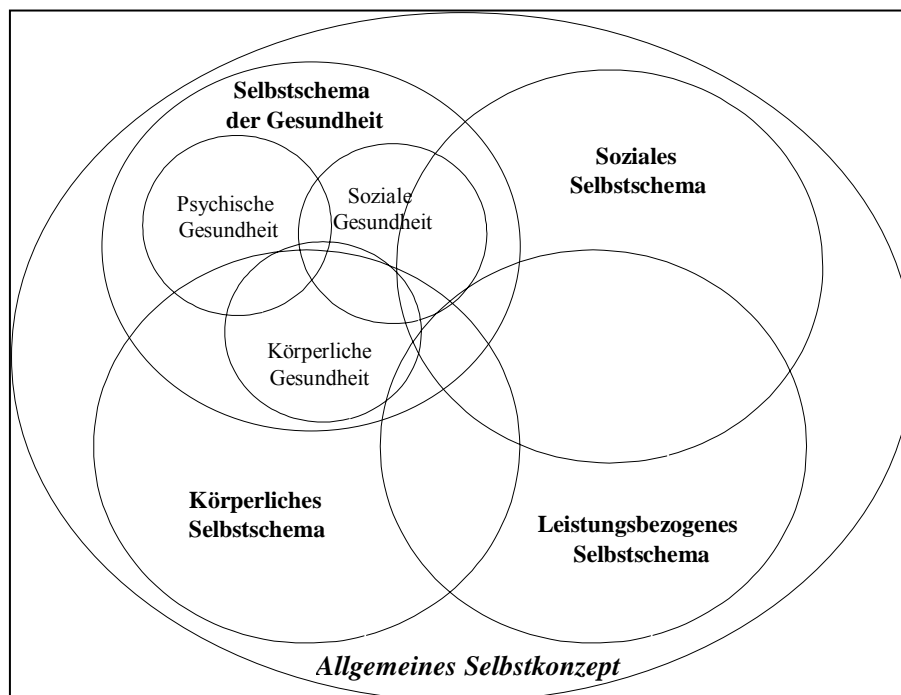 Selbstschema
der Gesundheit
Soziales
Selbstschema
Psychische
Gesundheit
Soziale
Gesundheit
Körperliche
Gesundheit
Körperliches
Selbstschema
Leistungsbezogenes
Selbstschema
Allgemeines Selbstkonzept